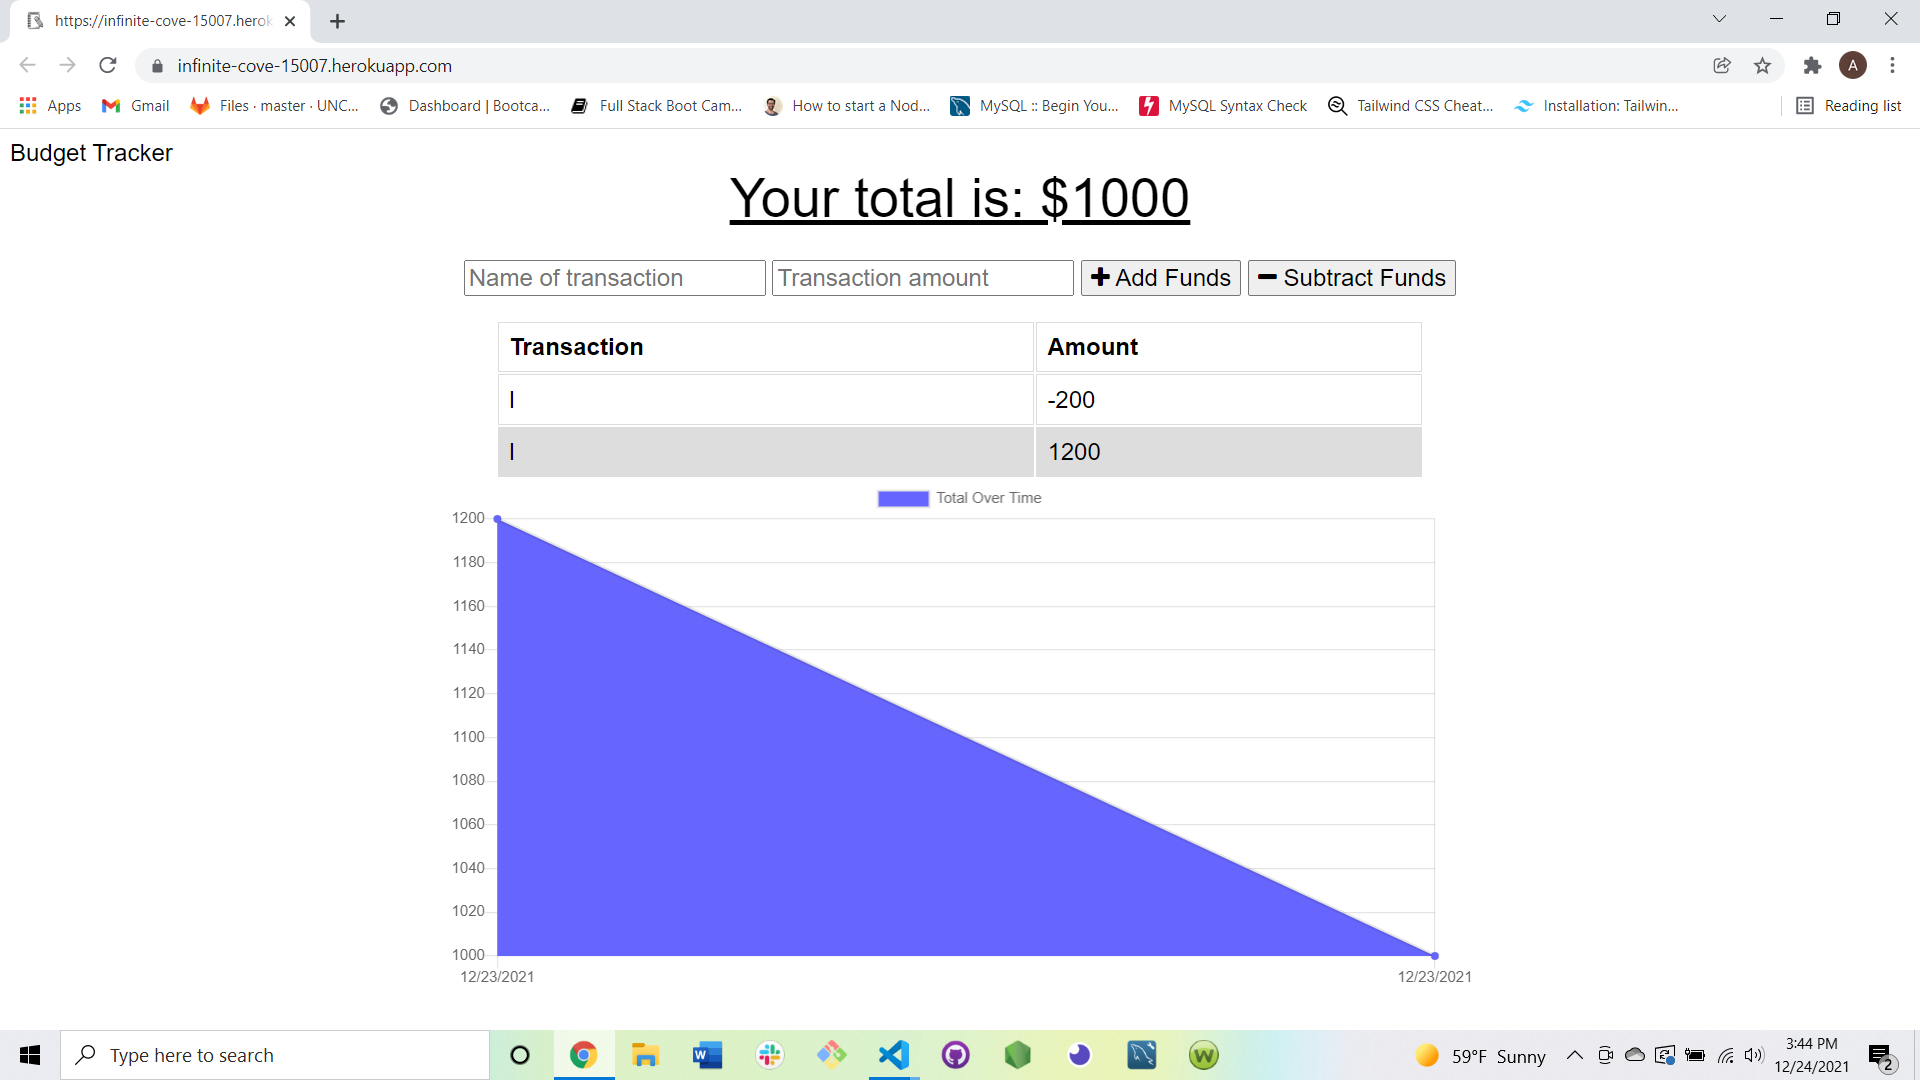 https://infinite-cove-15007.herok
infinite-cove-15007.herokuapp.com
A
Apps
Gmail
Files · master · UNC...
Dashboard | Bootca...
Full Stack Boot Cam...
How to start a Nod...
MySQL :: Begin You...
MySQL Syntax Check
Tailwind CSS Cheat...
Installation: Tailwin...
Reading list
Budget Tracker
Your total is: $1000
Name of transaction
Transaction amount
Add Funds
Subtract Funds
Transaction Amount
l -200
l 1200
Total Over Time
1200
1180
1160
1140
1120
1100
1080
1060
1040
1020
1000
12/23/2021 12/23/2021
Type here to search
59°F Sunny
3:44 PM
12/24/2021
2